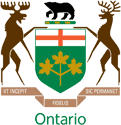 UT INCEPIT SIC PERMANET
FIDELIS
Ontario